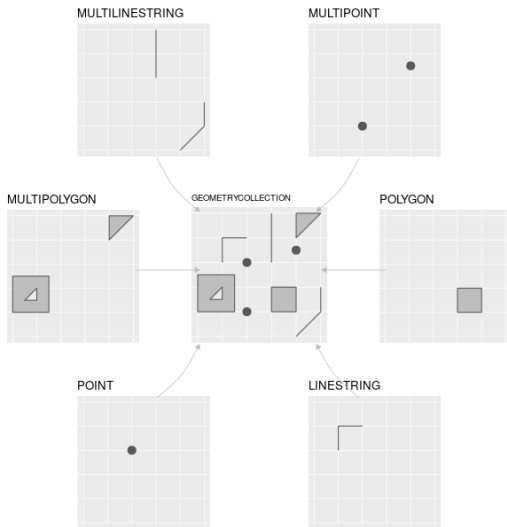 MULTILINESTRING
MULTIPOINT
MULTIPOLYGON
GEOMETRYCOLLECTION
POLYGON
POINT
LINESTRING